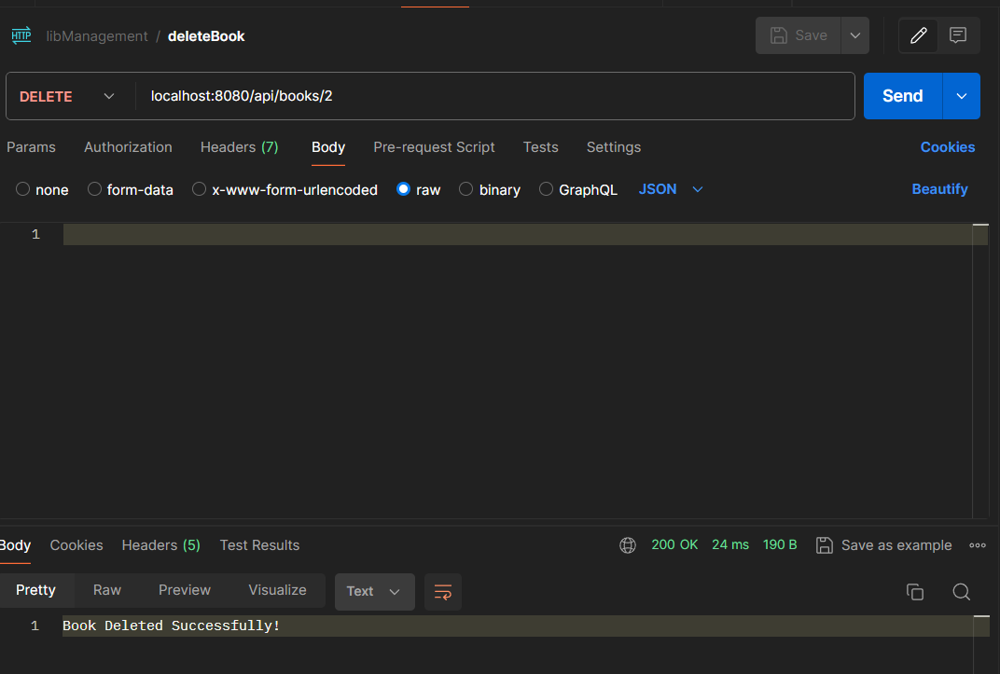 HTTP libManagement / deleteBook Save
DELETE localhost:8080/api/books/2 Send
Params Authorization Headers (7) Body Pre-request Script Tests Settings Cookies
none form-data x-www-form-urlencoded raw binary GraphQL JSON Beautify
1
Body Cookies Headers (5) Test Results 200 OK 24 ms 190 B Save as example
Pretty Raw Preview Visualize Text
1 Book Deleted Successfully!